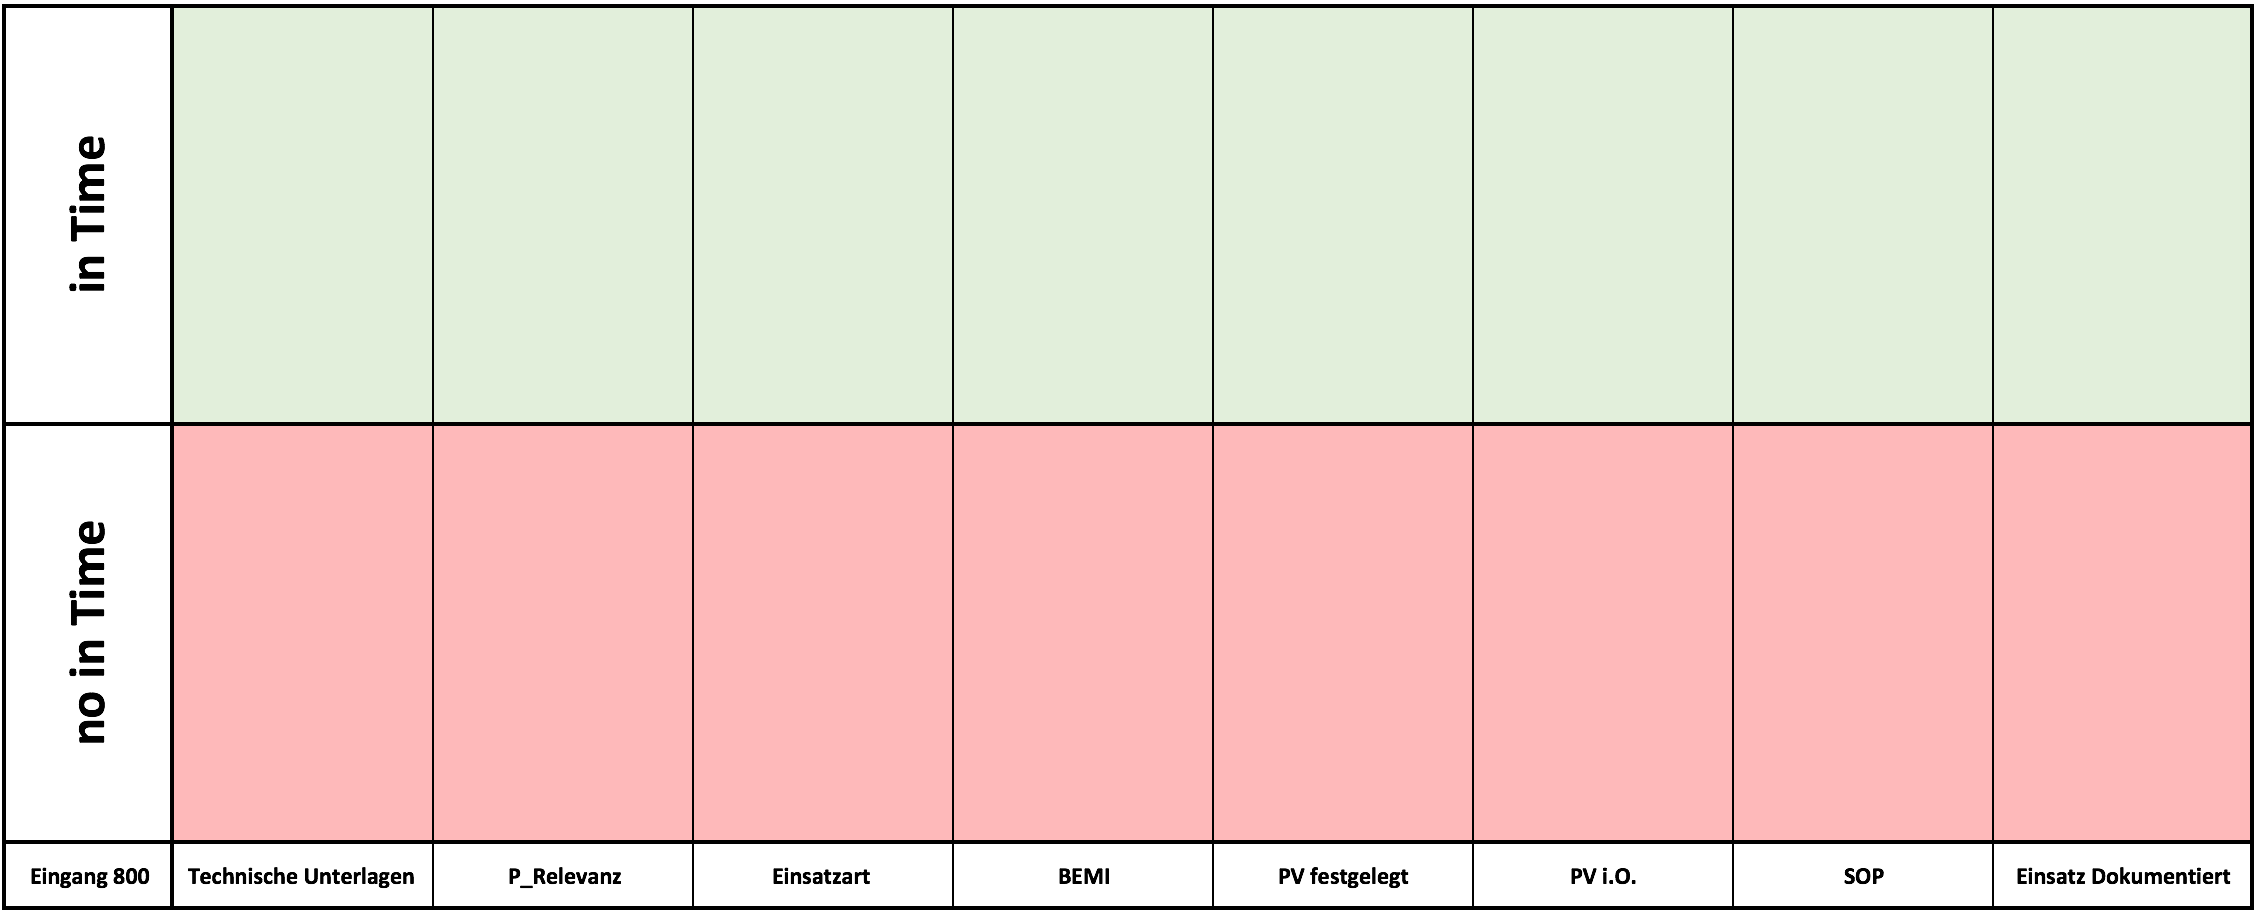 in Time
no in Time
Eingang 800
Technische Unterlagen
P_Relevanz
Einsatzart
BEMI
PV festgelegt
PV i.O.
SOP
Einsatz Dokumentiert